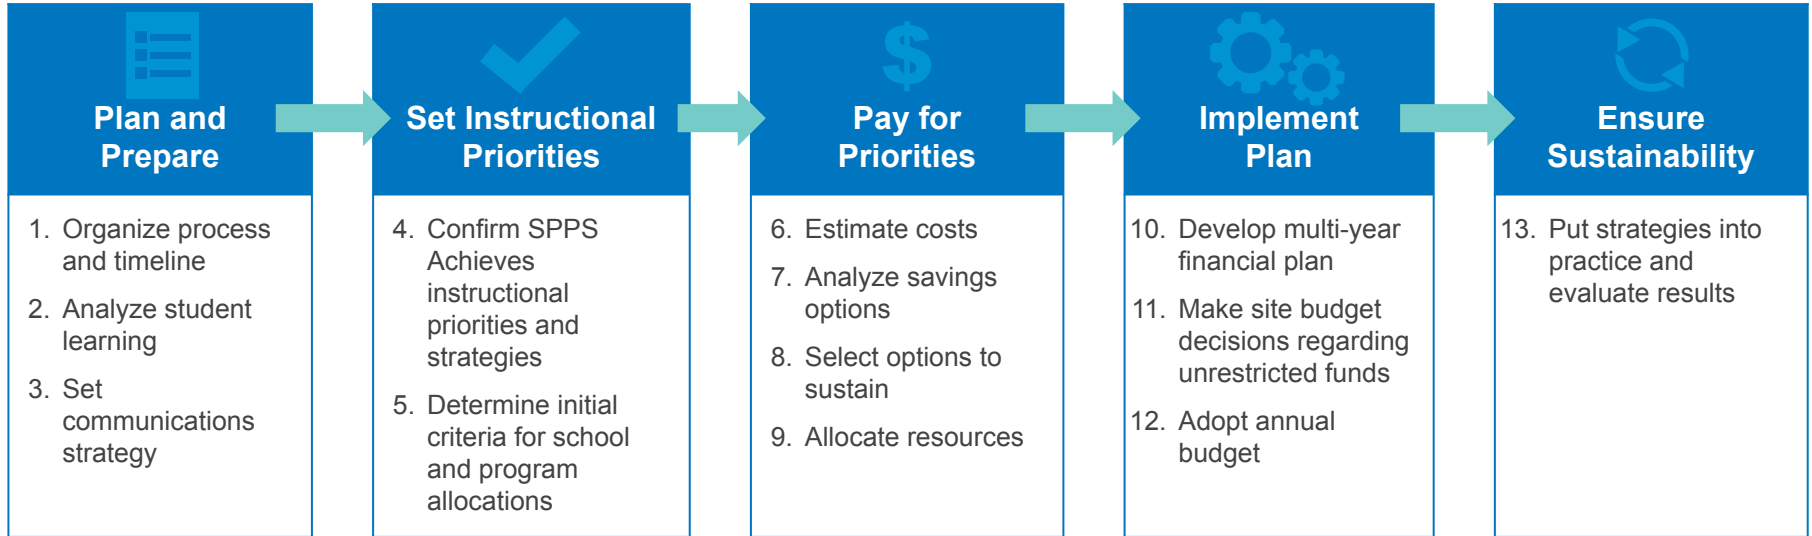 Plan and
Prepare
1. Organize process
and timeline
2. Analyze student
learning
3. Set
communications
strategy
Set Instructional
Priorities
4. Confirm SPPS
Achieves
instructional
priorities and
strategies
5. Determine initial
criteria for school
and program
allocations
$
Pay for
Priorities
6. Estimate costs
7. Analyze savings
options
8. Select options to
sustain
9. Allocate resources
Implement
Plan
10. Develop multi-year
financial plan
11. Make site budget
decisions regarding
unrestricted funds
12. Adopt annual
budget
Ensure
Sustainability
13. Put strategies into
practice and
evaluate results